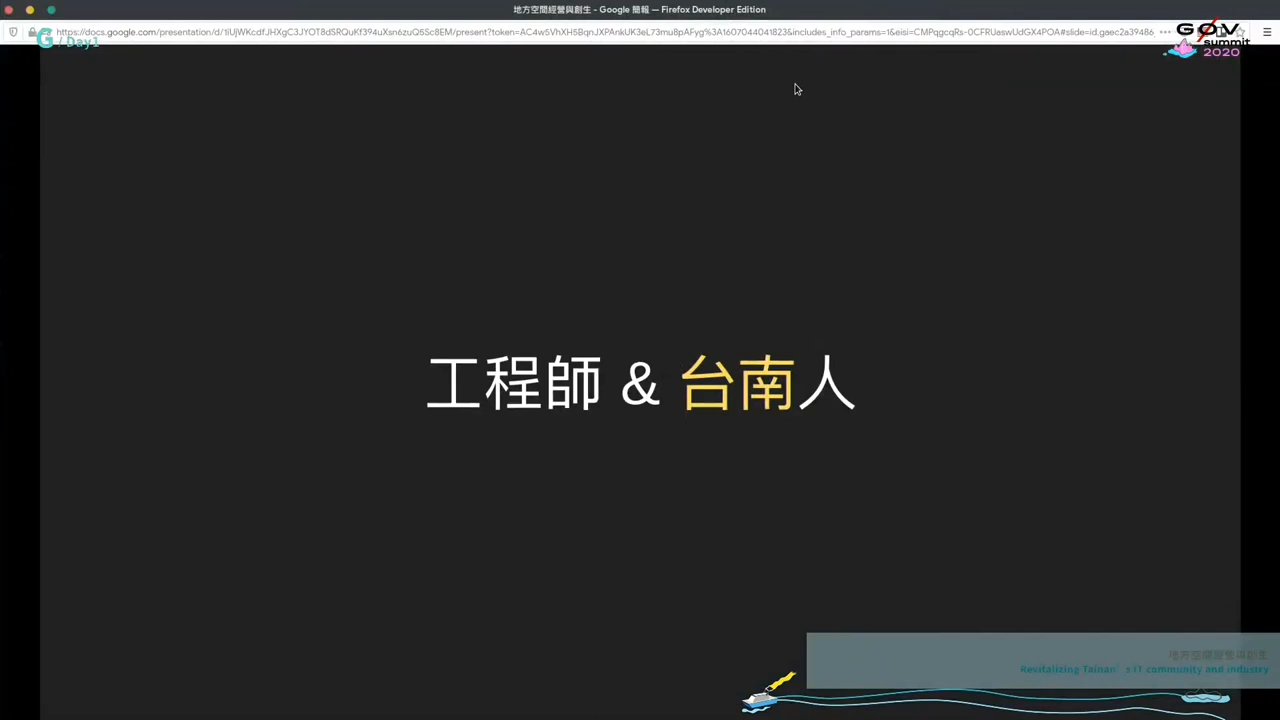 地方空間經營與創生 - Google 簡報 — Firefox Developer Edition
G / Day1
GØV
summit
2020
工程師 & 台南人
地方空間經營與創生
Revitalizing Tainan's IT community and industry